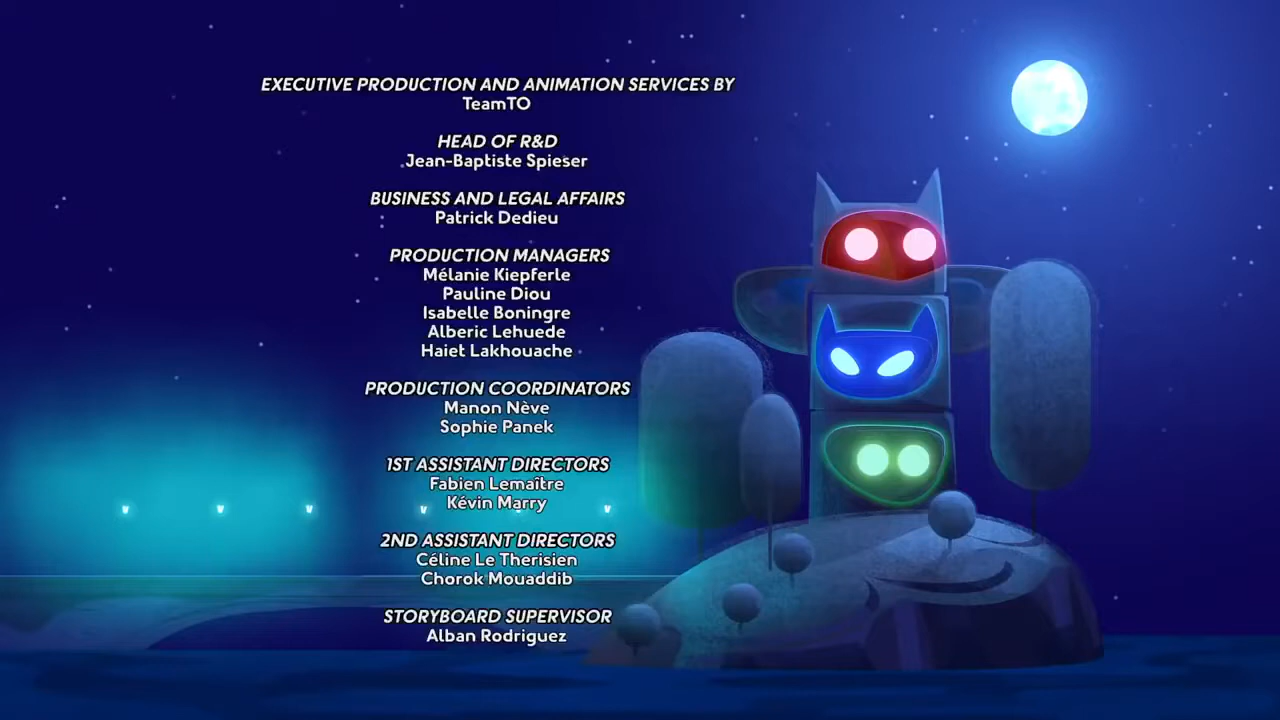 EXECUTIVE PRODUCTION AND ANIMATION SERVICES BY
TeamTO
HEAD OF R&D
Jean-Baptiste Spieser
BUSINESS AND LEGAL AFFAIRS
Patrick Dedieu
PRODUCTION MANAGERS
Mélanie Kiepferle
Pauline Diou
Isabelle Boningre
Alberic Lehuede
Haiet Lakhouache
PRODUCTION COORDINATORS
Manon Nève
Sophie Panek
1ST ASSISTANT DIRECTORS
Fabien Lemaître
Kévin Marry
2ND ASSISTANT DIRECTORS
Céline Le Therisien
Chorok Mouaddib
STORYBOARD SUPERVISOR
Alban Rodriguez